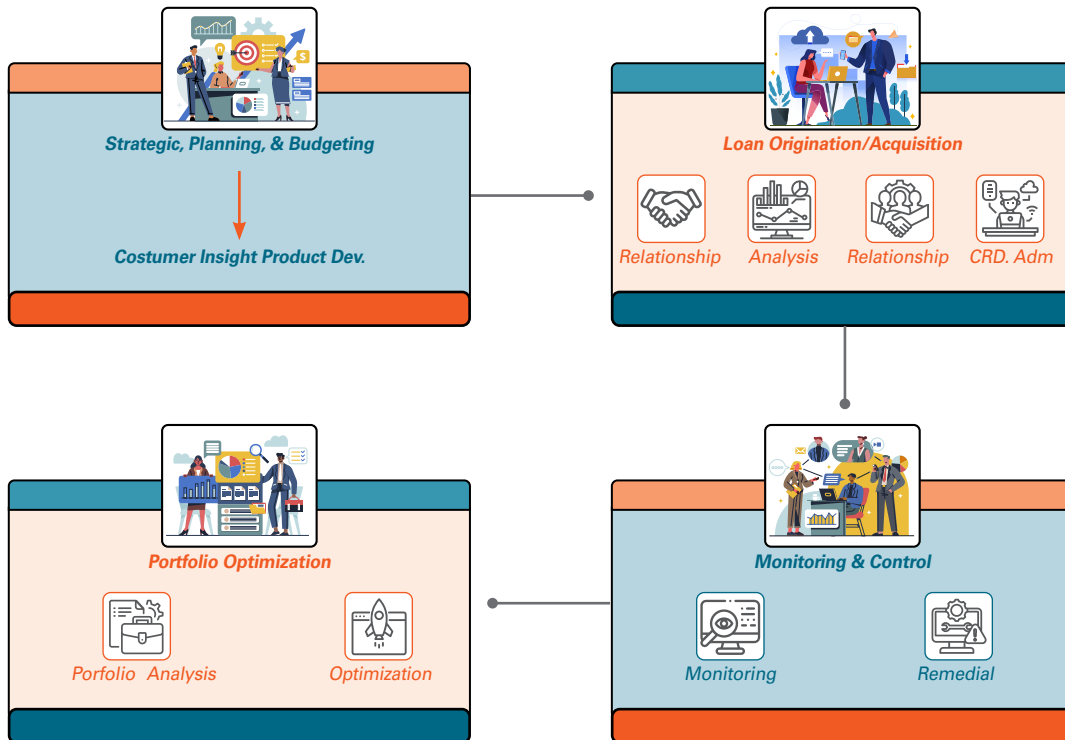 Strategic, Planning, & Budgeting
Costumer Insight Product Dev.
Loan Origination/Acquisition
Relationship
Analysis
Relationship
CRD. Adm
Monitoring & Control
Monitoring
Remedial
Portfolio Optimization
Porfolio Analysis
Optimization